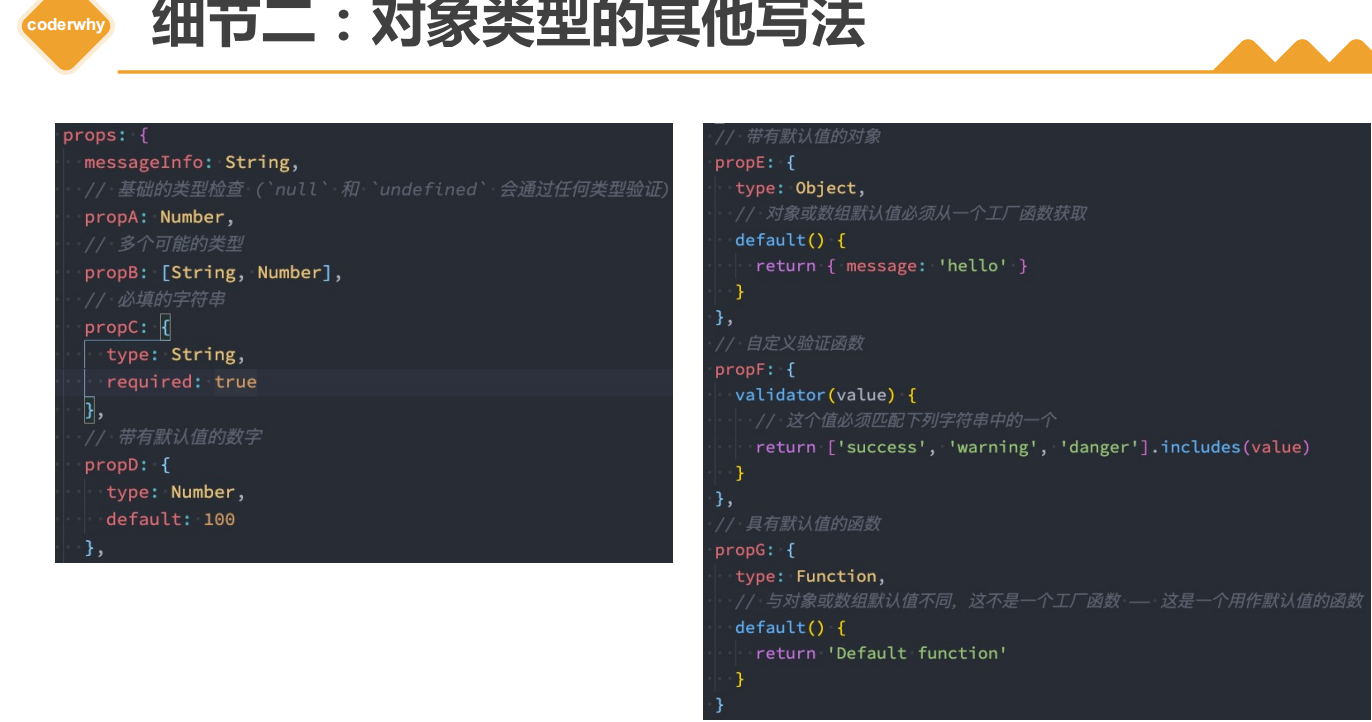 coderwhy
细节二：对象类型的其他写法
props: {
messageInfo: String,
// 基础的类型检查 (`null` 和 `undefined` 会通过任何类型验证)
propA: Number,
// 多个可能的类型
propB: [String, Number],
// 必填的字符串
propC: {
type: String,
required: true
},
// 带有默认值的数字
propD: {
type: Number,
default: 100
},
// 带有默认值的对象
propE: {
type: Object,
// 对象或数组默认值必须从一个工厂函数获取
default() {
return { message: 'hello' }
}
},
// 自定义验证函数
propF: {
validator(value) {
// 这个值必须匹配下列字符串中的一个
return ['success', 'warning', 'danger'].includes(value)
}
},
// 具有默认值的函数
propG: {
type: Function,
// 与对象或数组默认值不同，这不是一个工厂函数 —— 这是一个用作默认值的函数
default() {
return 'Default function'
}
}